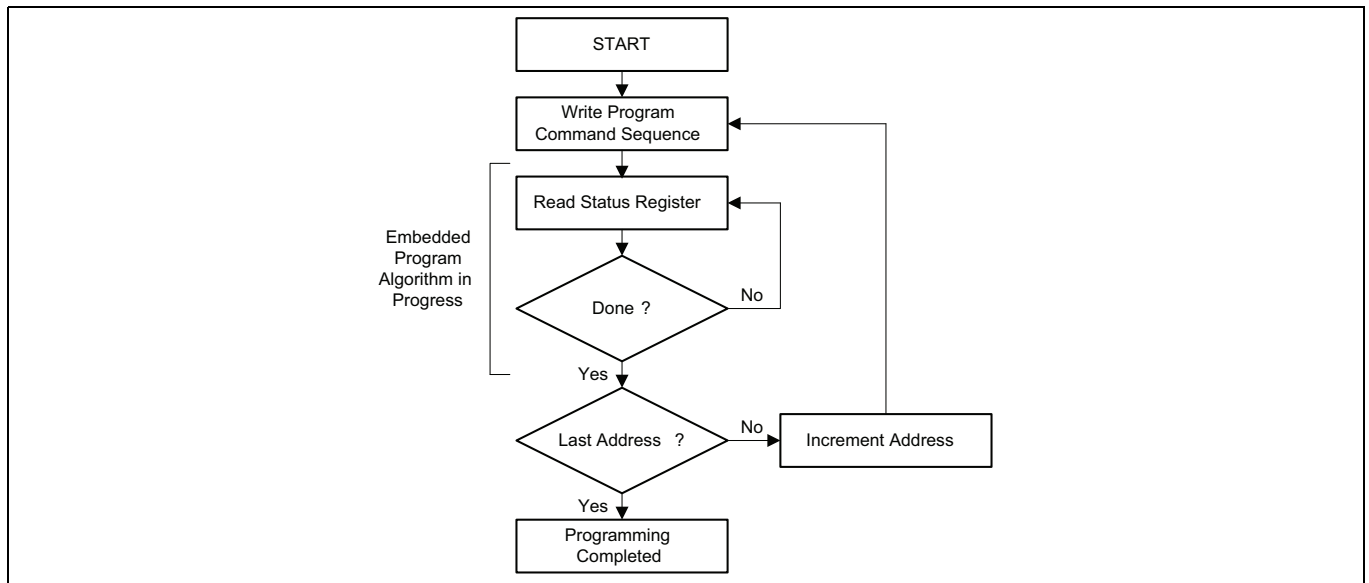 START
Write Program
Command Sequence
Read Status Register
Embedded
Program
Algorithm in
Progress
Done ?
No
Yes
Last Address ?
No
Increment Address
Yes
Programming
Completed